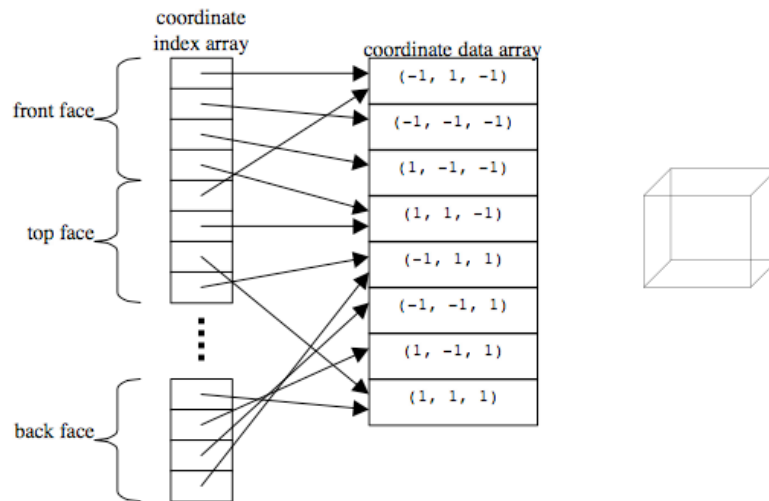 coordinate
index array
coordinate data array
front face
top face
back face
(-1, 1, -1)
(-1, -1, -1)
(1, -1, -1)
(1, 1, -1)
(-1, 1, 1)
(-1, -1, 1)
(1, -1, 1)
(1, 1, 1)